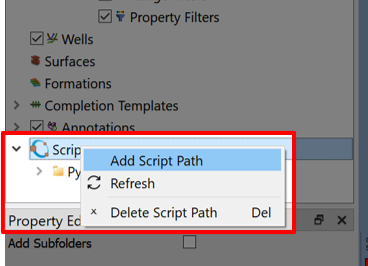 Property Filters
Wells
Surfaces
Formations
Completion Templates
Annotations
Scrip
Add Script Path
Py
Refresh
Delete Script Path Del
Property Ed
Add Subfolders